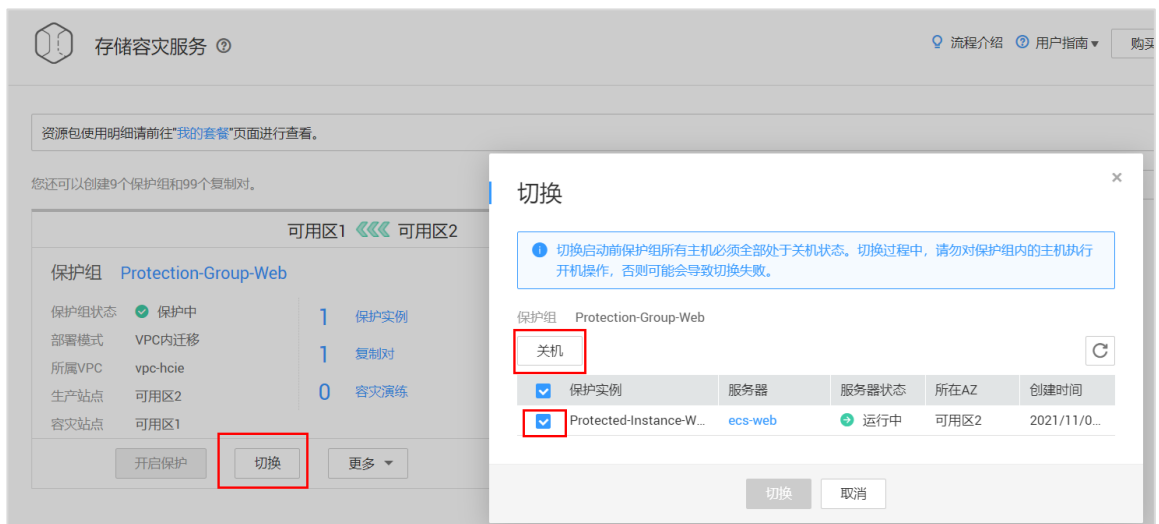 存储容灾服务
流程介绍 用户指南 购买
资源包使用明细请前往"我的套餐"页面进行查看。
您还可以创建9个保护组和99个复制对。
可用区1 可用区2
保护组 Protection-Group-Web
保护组状态 保护中
部署模式 VPC内迁移
所属VPC vpc-hcie
生产站点 可用区2
容灾站点 可用区1
1 保护实例
1 复制对
0 容灾演练
开启保护 切换 更多
切换
切换启动前保护组所有主机必须全部处于关机状态。切换过程中，请勿对保护组内的主机执行
开机操作，否则可能会导致切换失败。
保护组 Protection-Group-Web
关机
保护实例 服务器 服务器状态 所在AZ 创建时间
Protected-Instance-W... ecs-web 运行中 可用区2 2021/11/0...
切换 取消